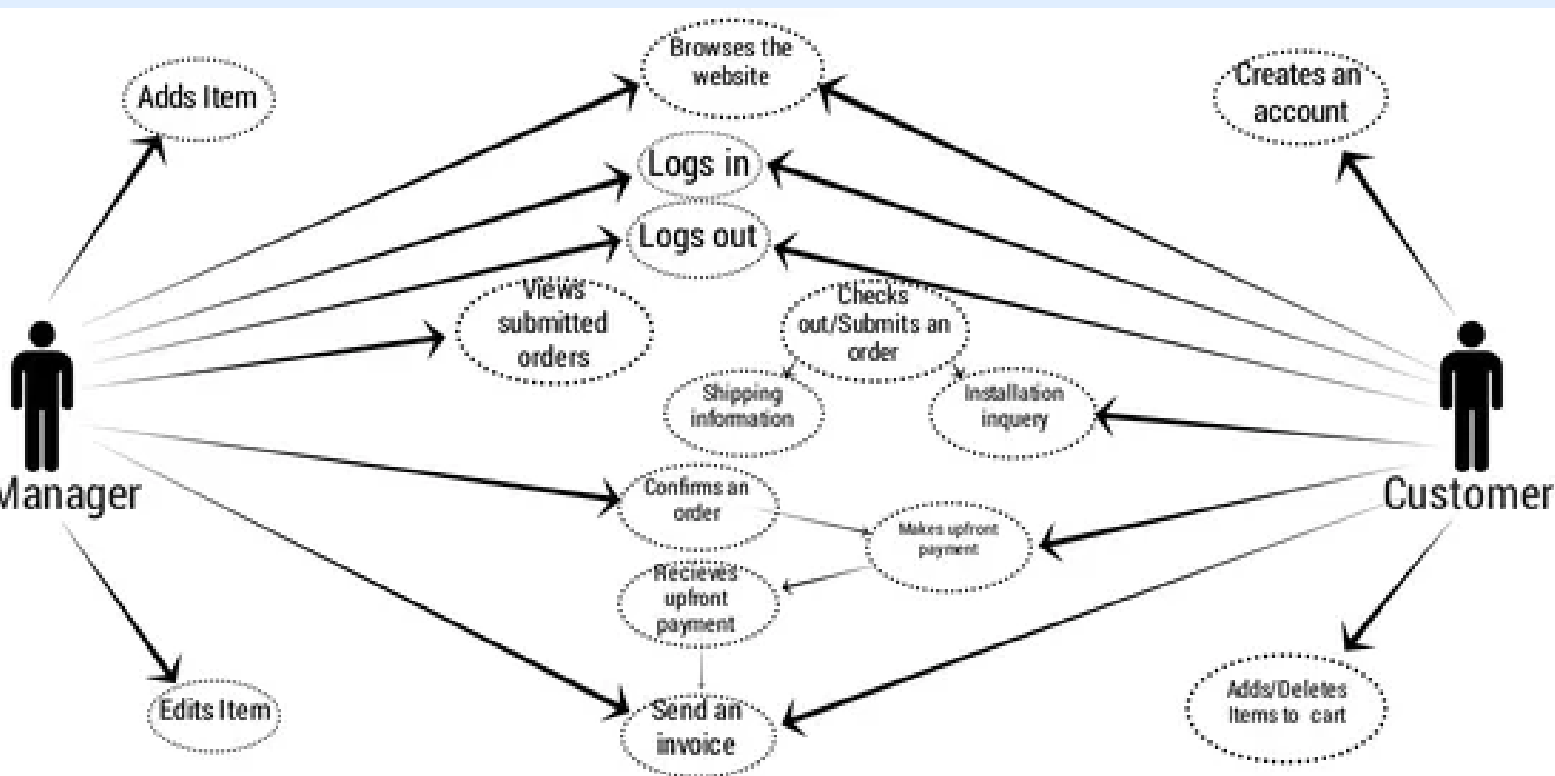 Browses the
website
Adds Item
Creates an
account
Logs in
Logs out
Views
submitted
orders
Checks
out/Submits an
order
Shipping
information
Installation
inquery
Manager
Customer
Confirms an
order
Makes upfront
payment
Recieves
upfront
payment
Edits Item
Send an
invoice
Adds/Deletes
Items to cart